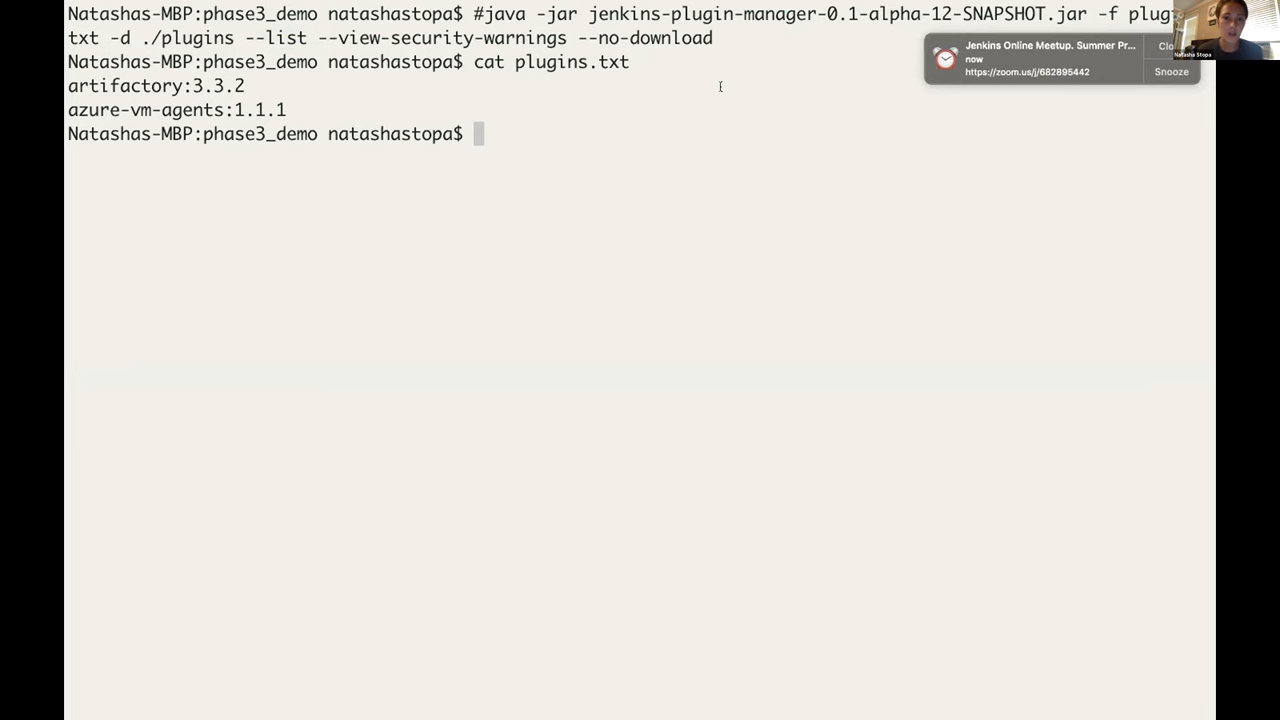 Natashas-MBP:phase3_demo natashastopa$ #java -jar jenkins-plugin-manager-0.1-alpha-12-SNAPSHOT.jar -f
txt -d ./plugins --list --view-security-warnings --no-download
Natashas-MBP:phase3_demo natashastopa$ cat plugins.txt
artifactory:3.3.2
azure-vm-agents:1.1.1
Natashas-MBP:phase3_demo natashastopa$
Jenkins Online Meetup. Summer Pr...
now
https://zoom.us/j/682895442
Snooze
Natasha Stopa